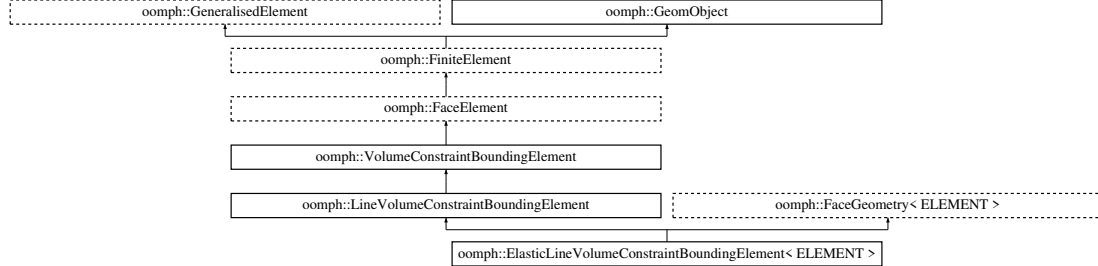 oomph::GeneralisedElement
oomph::GeomObject
oomph::FiniteElement
oomph::FaceElement
oomph::VolumeConstraintBoundingElement
oomph::LineVolumeConstraintBoundingElement
oomph::FaceGeometry< ELEMENT >
oomph::ElasticLineVolumeConstraintBoundingElement< ELEMENT >